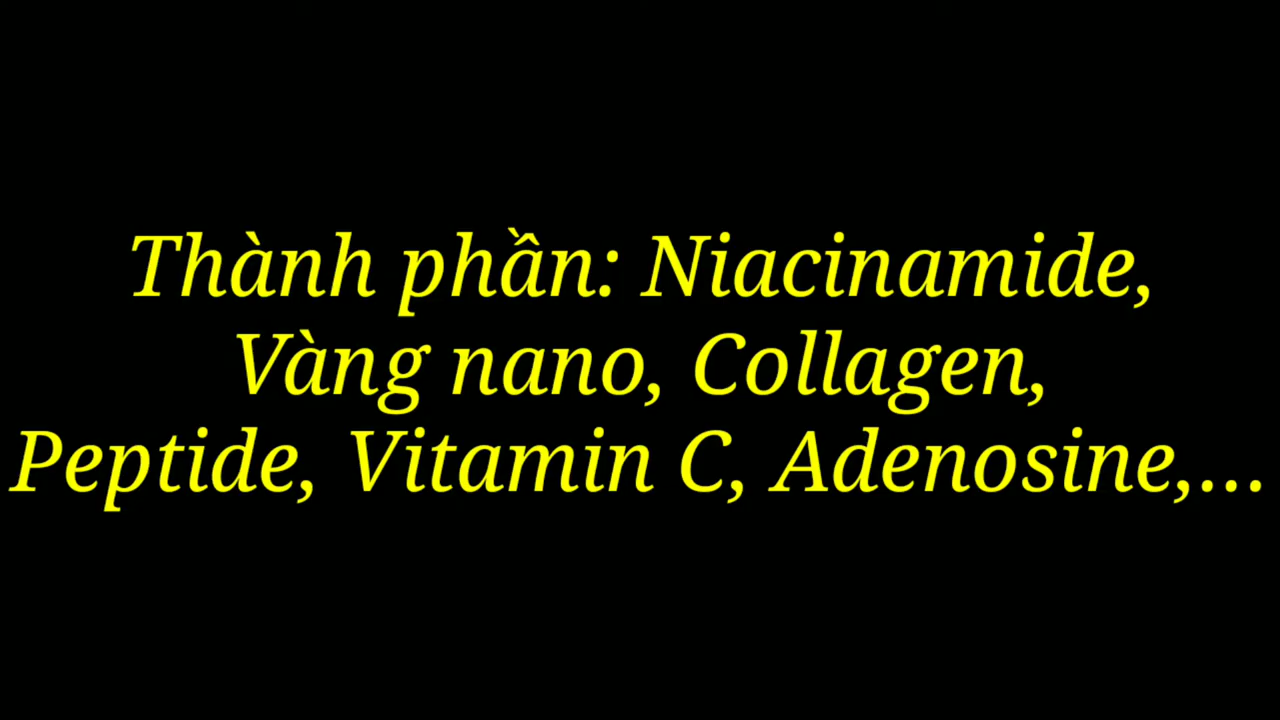 Thành phần: Niacinamide,
Vàng nano, Collagen,
Peptide, Vitamin C, Adenosine,...